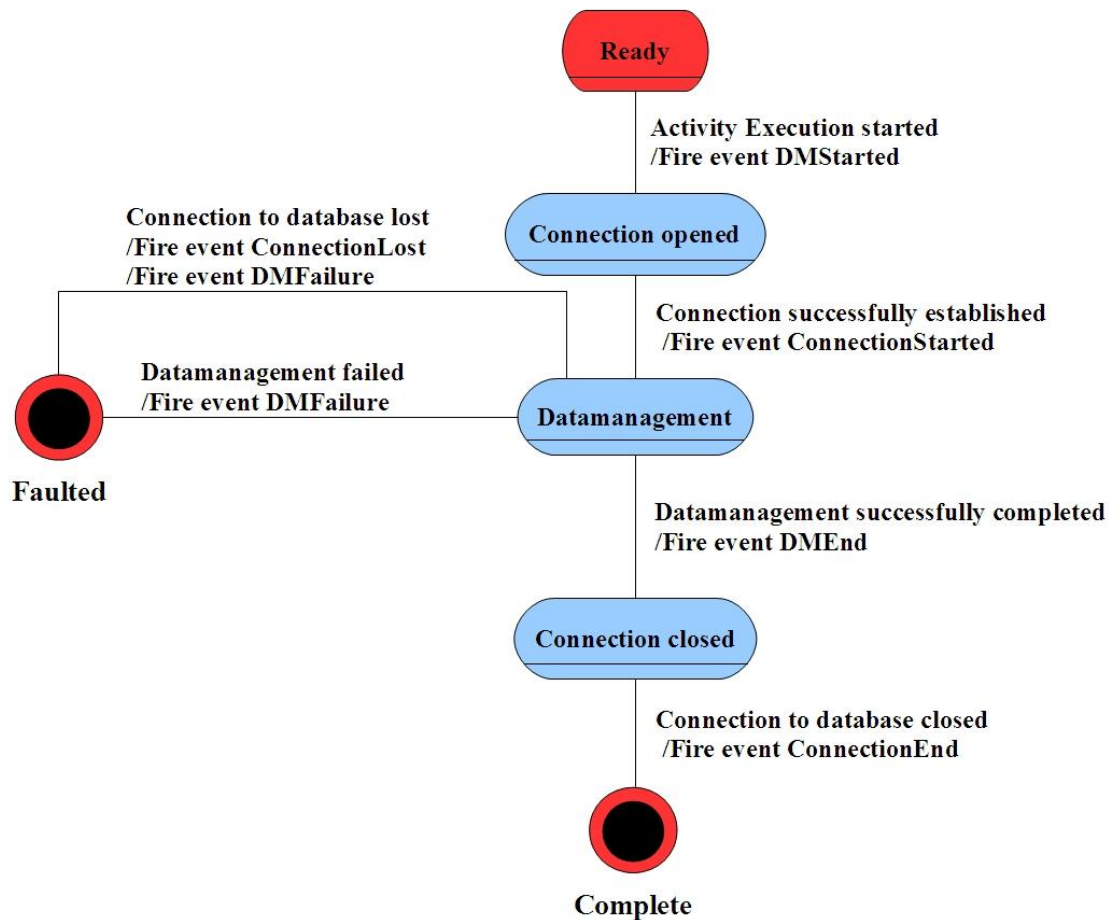 Ready
Activity Execution started
/Fire event DMStarted
Connection to database lost
/Fire event ConnectionLost
/Fire event DMFailure
Connection opened
Connection successfully established
/Fire event ConnectionStarted
Datamanagement failed
/Fire event DMFailure
Datamanagement
Faulted
Datamanagement successfully completed
/Fire event DMEnd
Connection closed
Connection to database closed
/Fire event ConnectionEnd
Complete